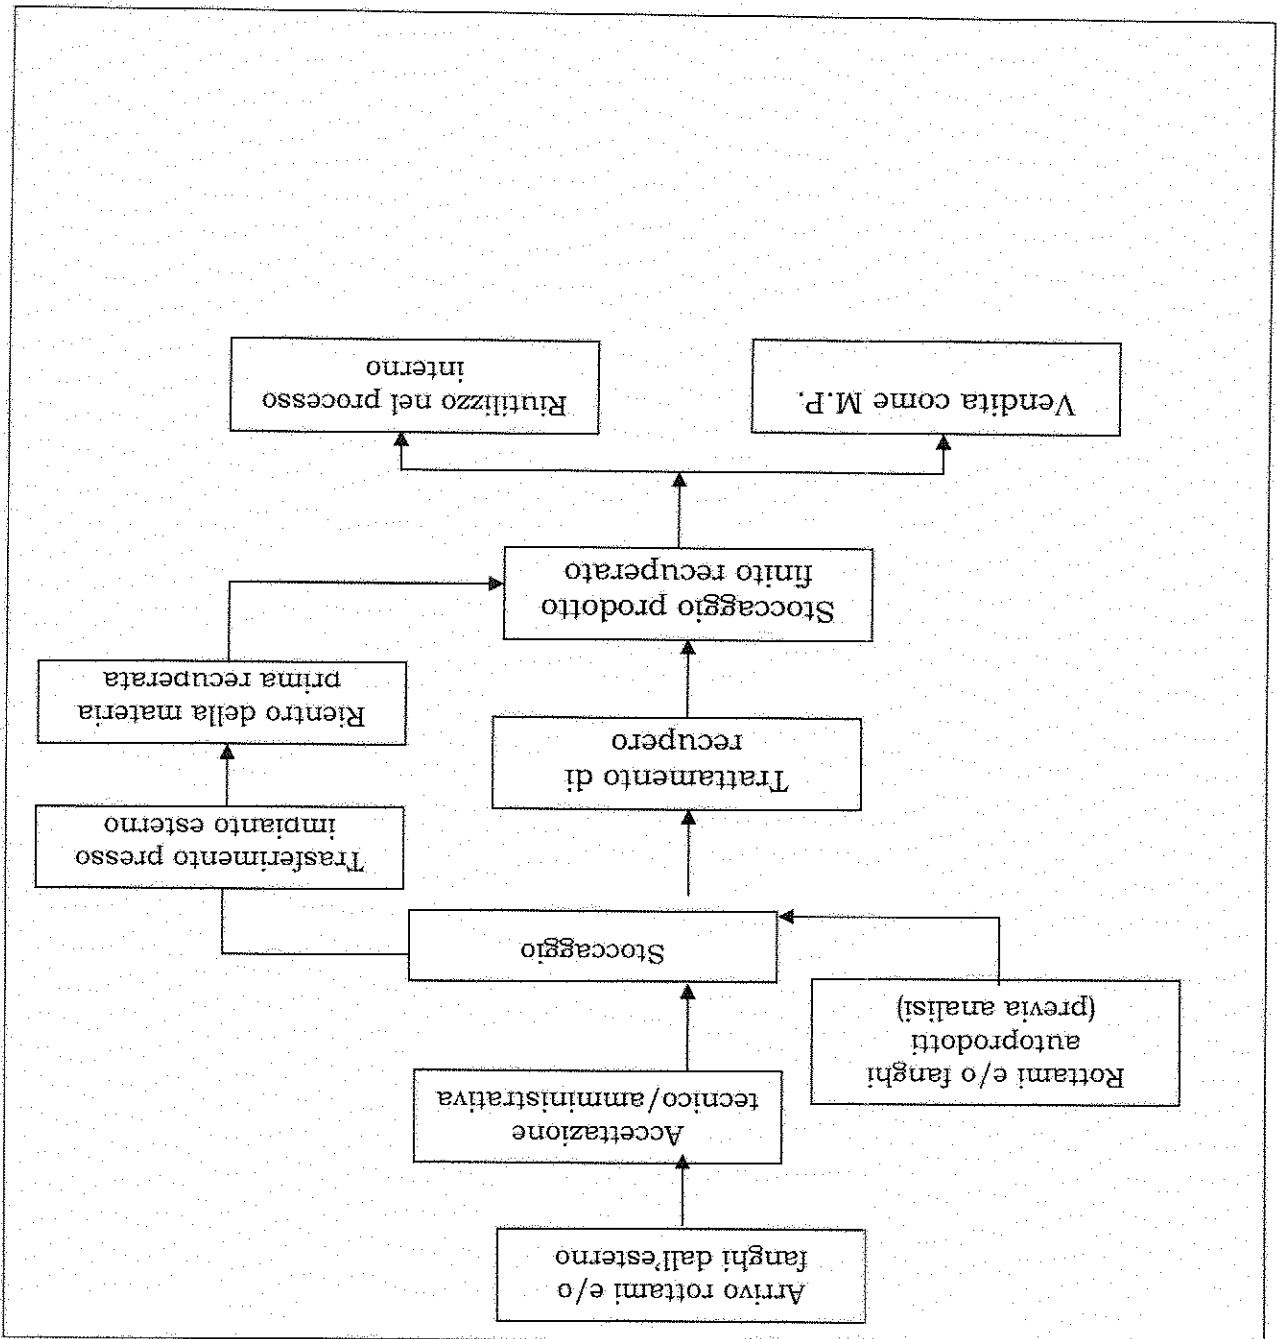 Arrivo rottami e/o
fanghi dall'esterno
Accettazione
tecnico/amministrativa
Rottami e/o fanghi
autoprodotti
(previa analisi)
Stoccaggio
Trasferimento presso
impianto esterno
Trattamento di
recupero
Rientro della materia
prima recuperata
Stoccaggio prodotto
finito recuperato
Vendita come M.P.
Riutilizzo nel processo
interno